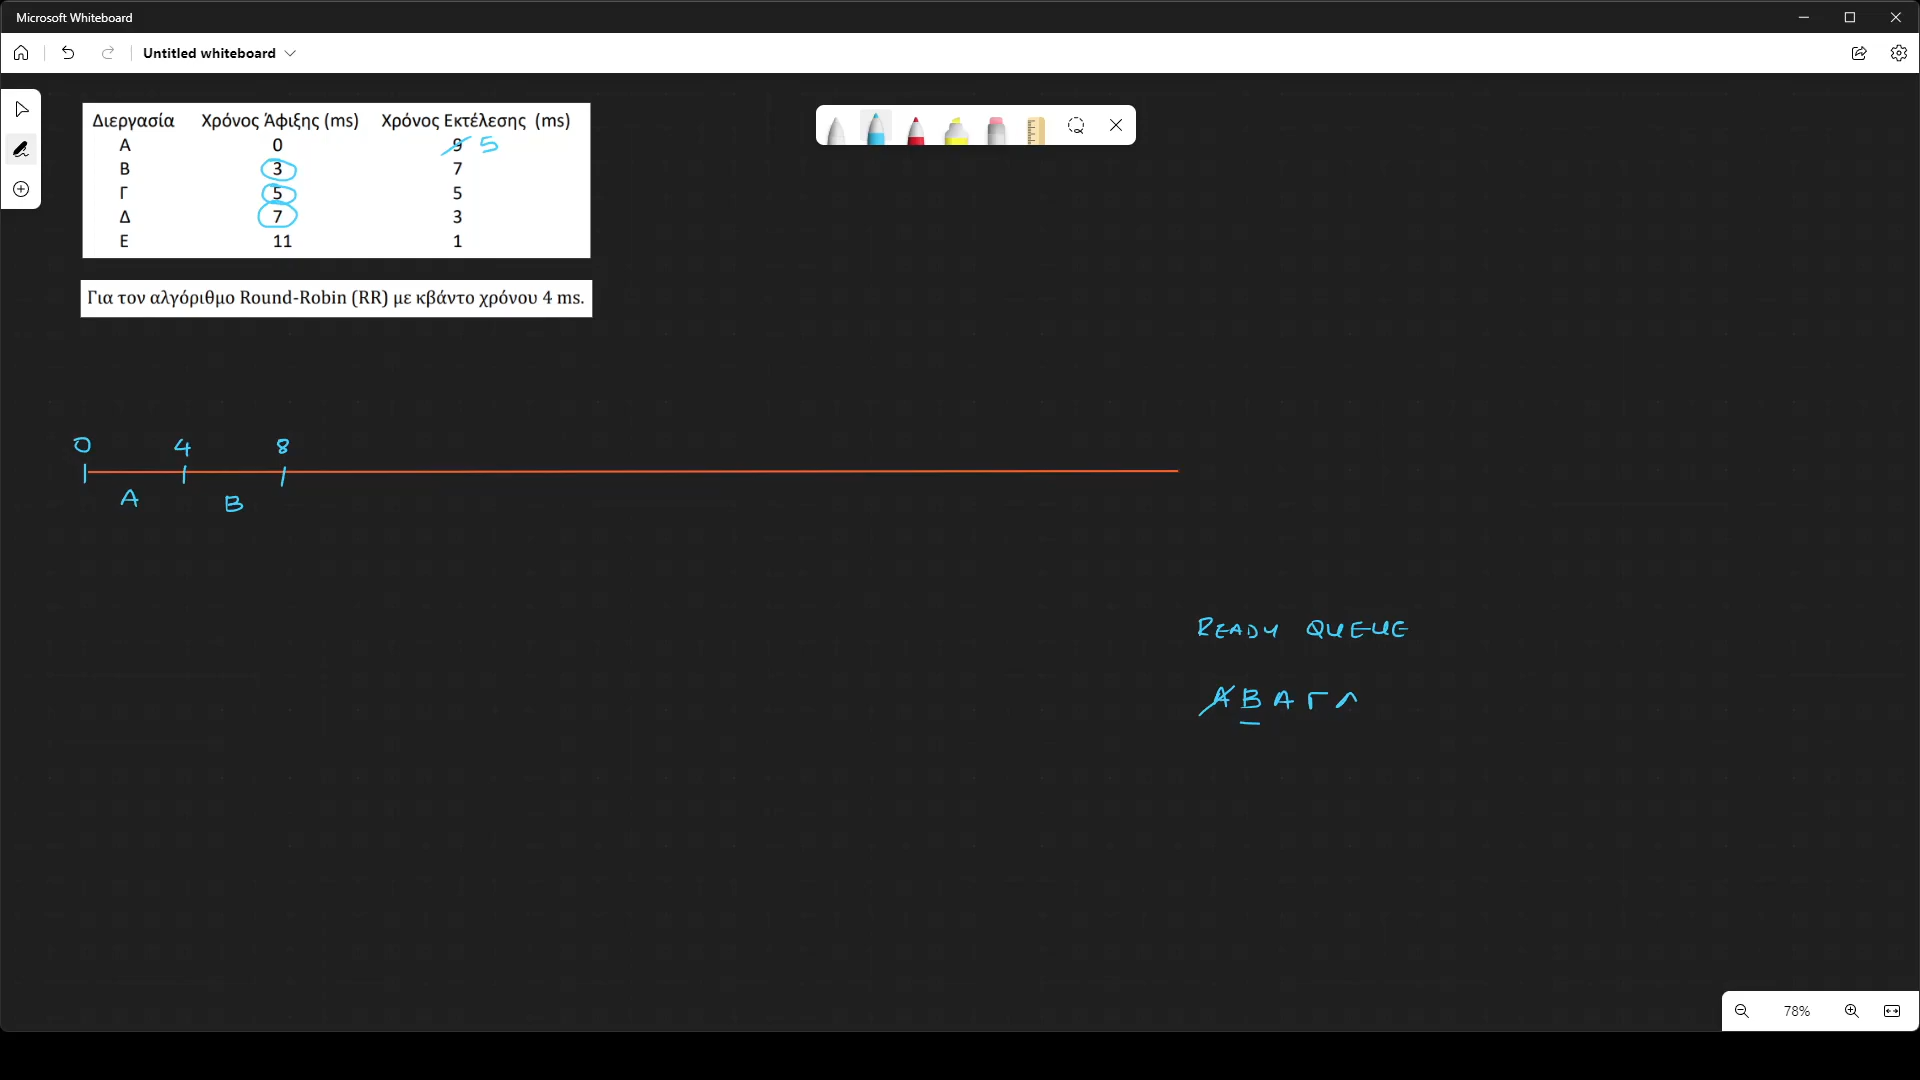 Microsoft Whiteboard
Untitled whiteboard
Διεργασία Χρόνος Άφιξης (ms) Χρόνος Εκτέλεσης (ms)
Α 0 9 5
Β 3 7
Γ 5 5
Δ 7 3
Ε 11 1
Για τον αλγόριθμο Round-Robin (RR) με κβάντο χρόνου 4 ms.
0 4 8
A B
READY QUEUE
A B A Γ
78%